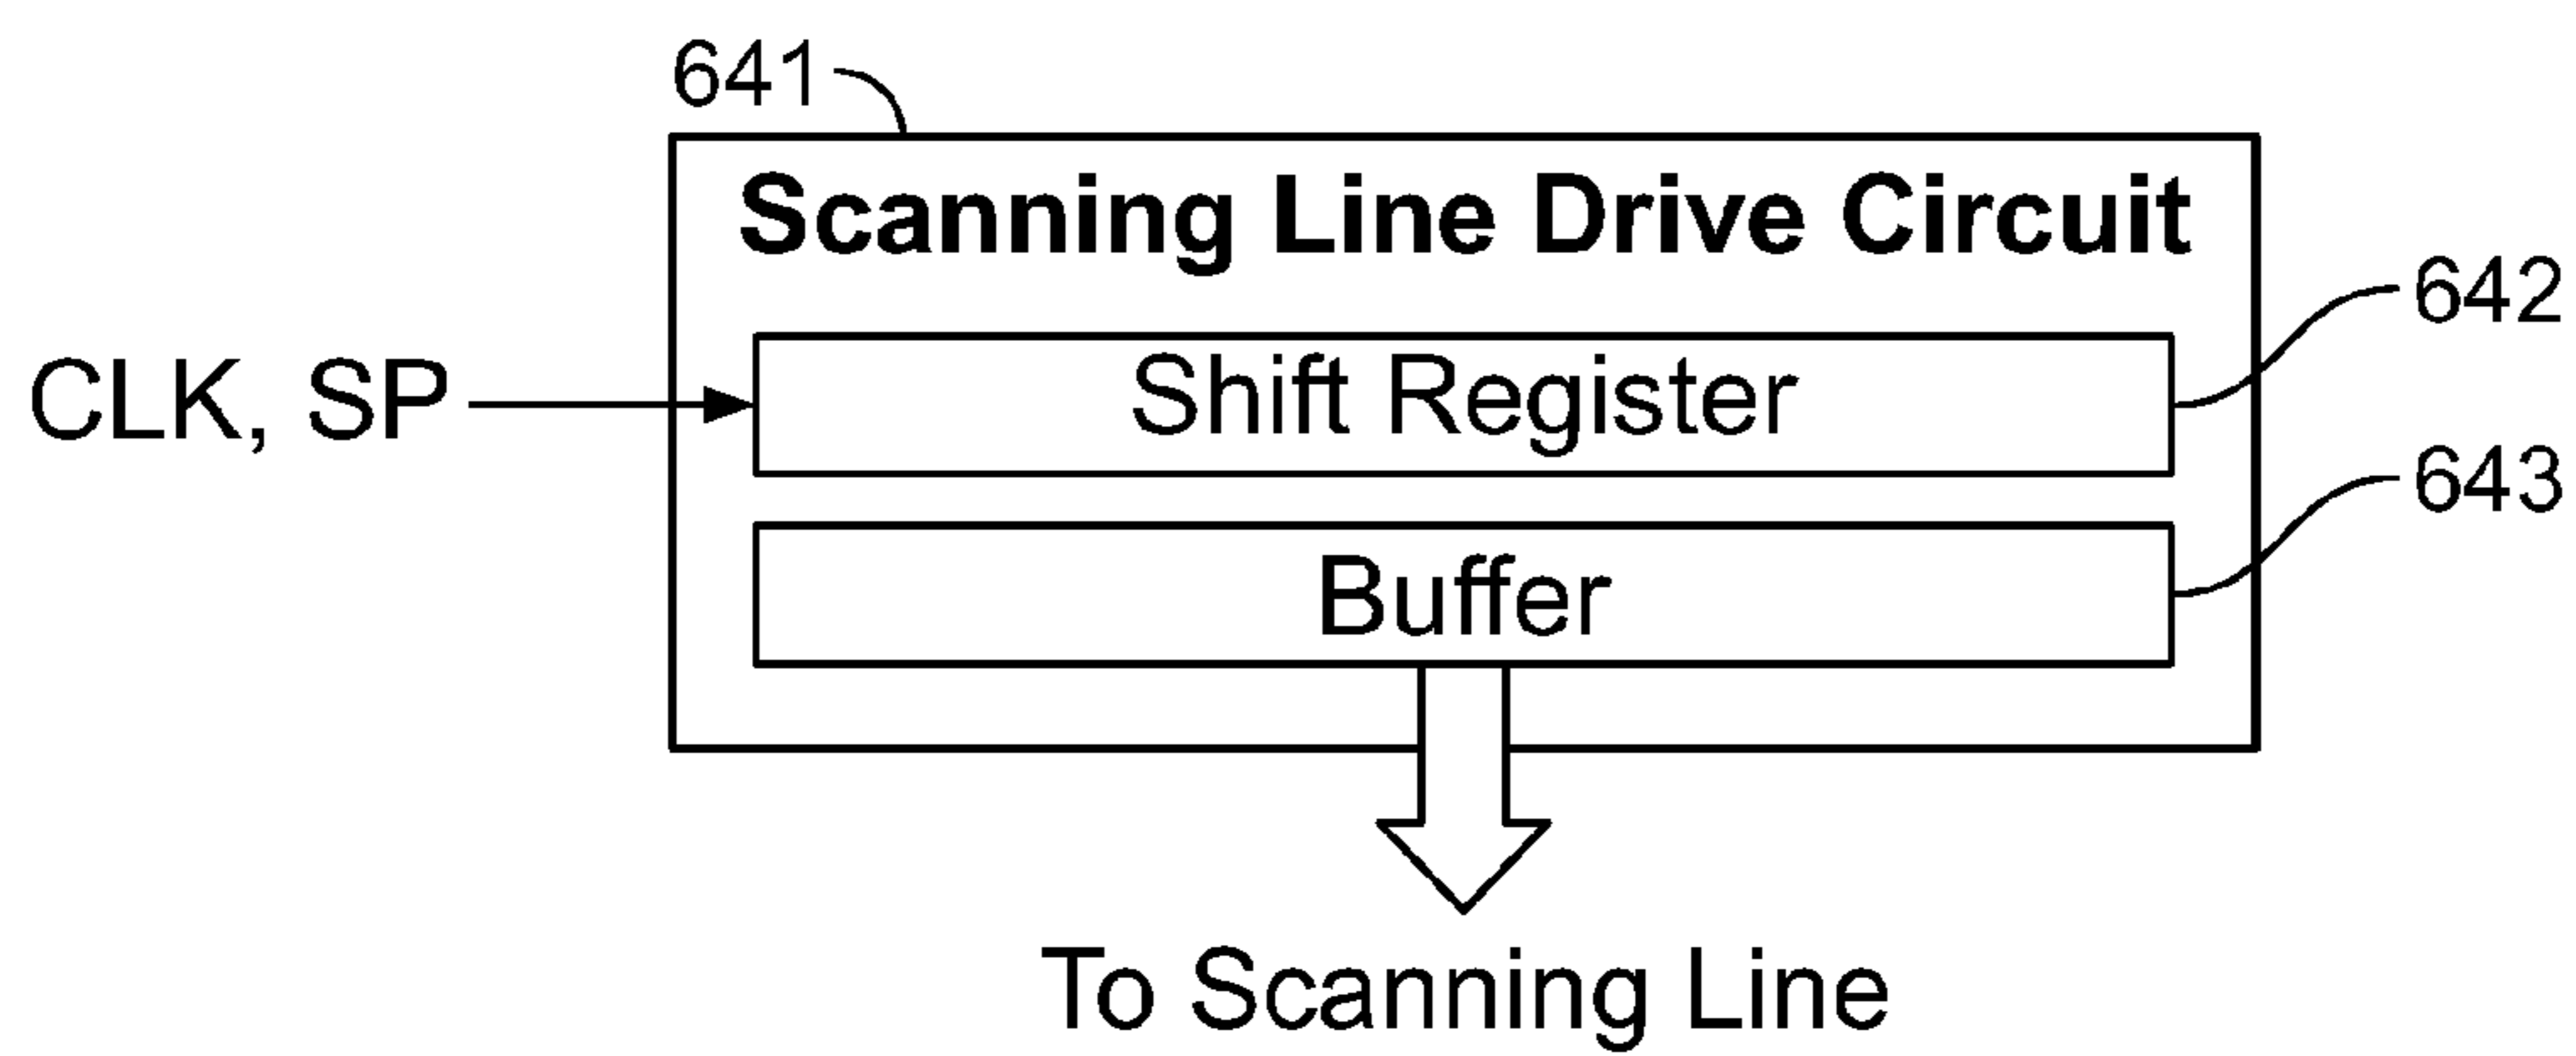 641
Scanning Line Drive Circuit
642
CLK, SP
Shift Register
643
Buffer
To Scanning Line